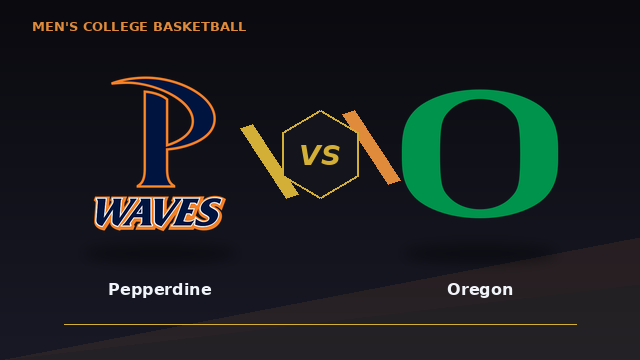 MEN'S COLLEGE BASKETBALL
P
WAVES
VS
O
Pepperdine
Oregon